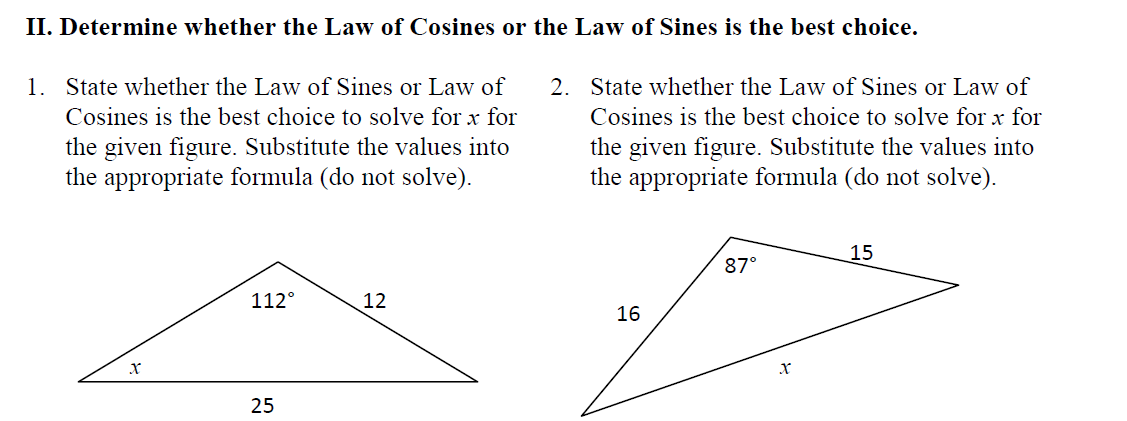 II. Determine whether the Law of Cosines or the Law of Sines is the best choice.
1. State whether the Law of Sines or Law of
Cosines is the best choice to solve for x for
the given figure. Substitute the values into
the appropriate formula (do not solve).
112°
12
x
25
2. State whether the Law of Sines or Law of
Cosines is the best choice to solve for x for
the given figure. Substitute the values into
the appropriate formula (do not solve).
15
87°
16
x